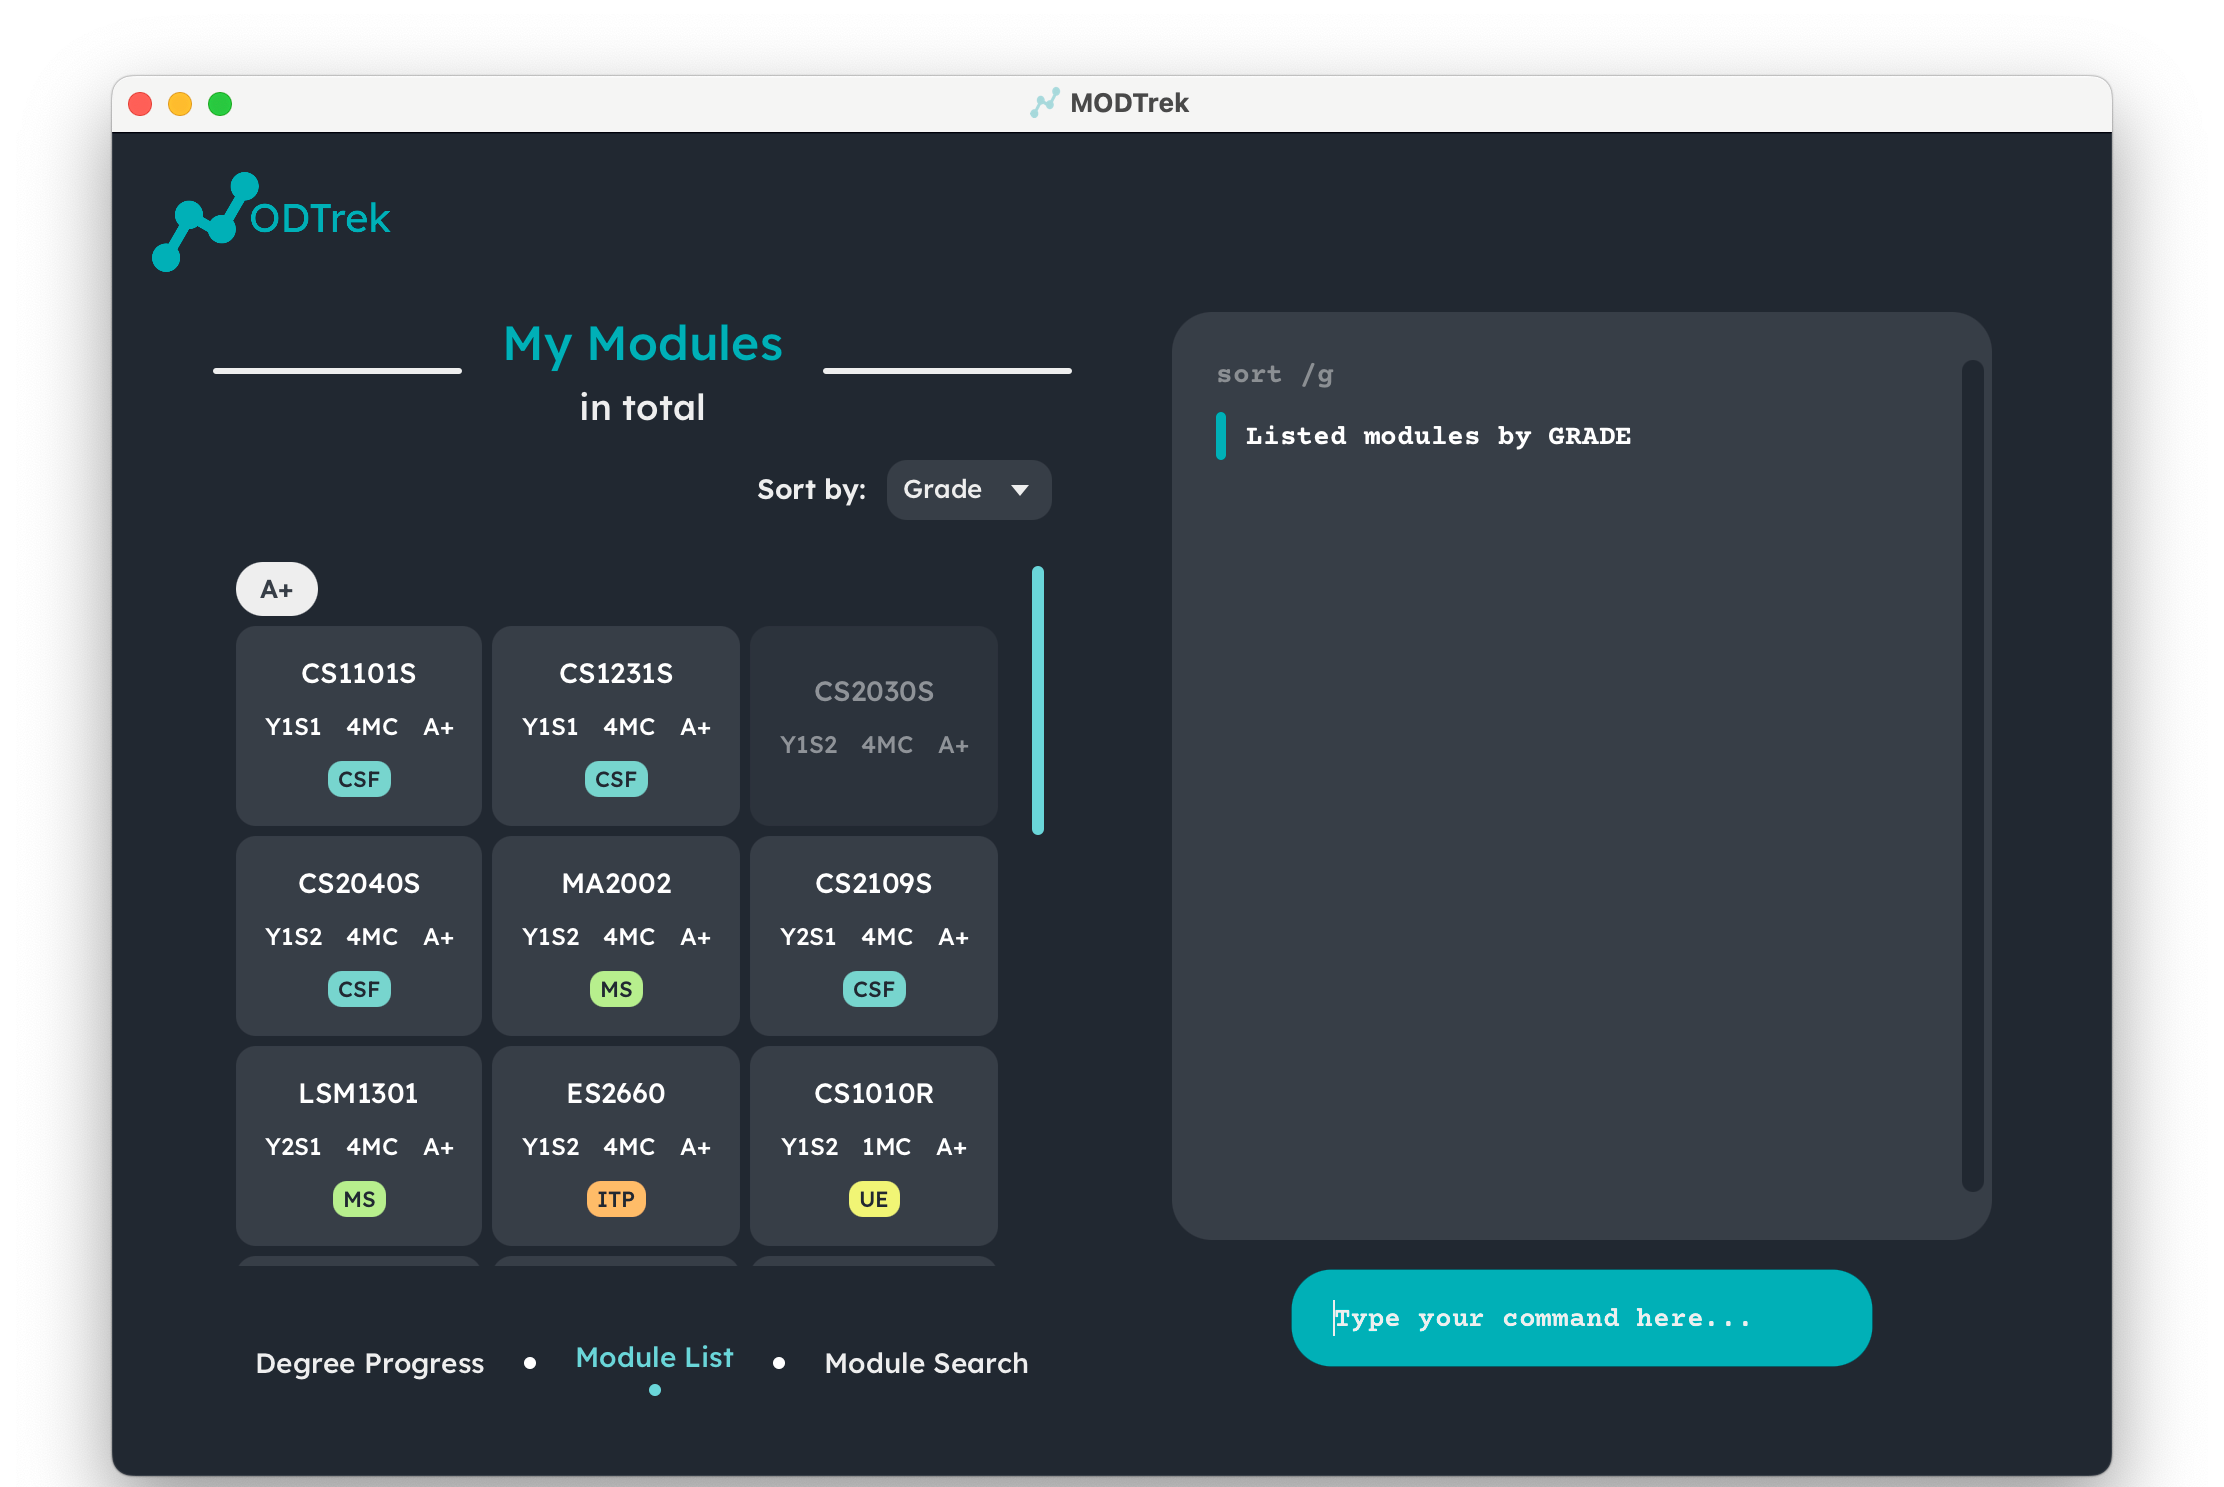 MODTrek
ODTrek
My Modules
in total
Sort by: Grade
A+
CS1101S
Y1S1 4MC A+
CSF
CS1231S
Y1S1 4MC A+
CSF
CS2030S
Y1S2 4MC A+
CS2040S
Y1S2 4MC A+
CSF
MA2002
Y1S2 4MC A+
MS
CS2109S
Y2S1 4MC A+
CSF
LSM1301
Y2S1 4MC A+
MS
ES2660
Y1S2 4MC A+
ITP
CS1010R
Y1S2 1MC A+
UE
Degree Progress • Module List • Module Search
sort /g
Listed modules by GRADE
Type your command here...